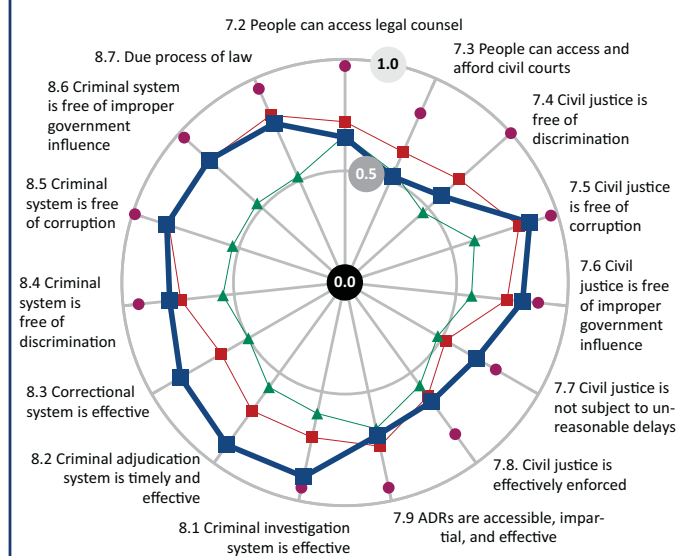 7.2 People can access legal counsel
7.3 People can access and
afford civil courts
7.4 Civil justice is
free of
discrimination
7.5 Civil justice
is free of
corruption
7.6 Civil
justice is free
of improper
government
influence
7.7 Civil justice is
not subject to un-
reasonable delays
7.8. Civil justice is
effectively enforced
7.9 ADRs are accessible, impar-
tial, and effective
8.1 Criminal investigation
system is effective
8.2 Criminal adjudication
system is timely and
effective
8.3 Correctional
system is effective
8.4 Criminal
system is
free of
discrimination
8.5 Criminal
system is free
of corruption
8.6 Criminal system
is free of improper
government
influence
8.7. Due process of law
1.0
0.5
0.0